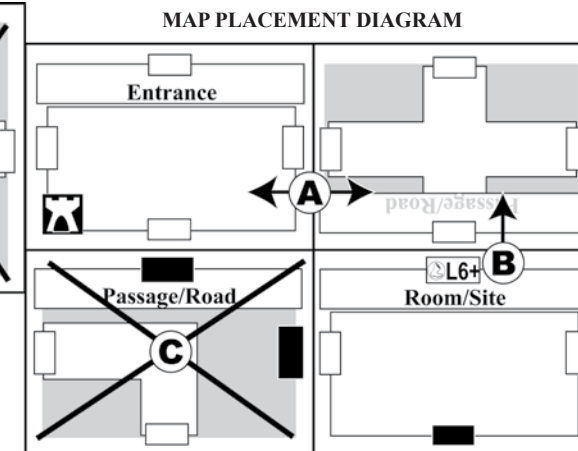 MAP PLACEMENT DIAGRAM
Entrance
A
Passage/Road
L6+
B
Passage/Road
Room/Site
C